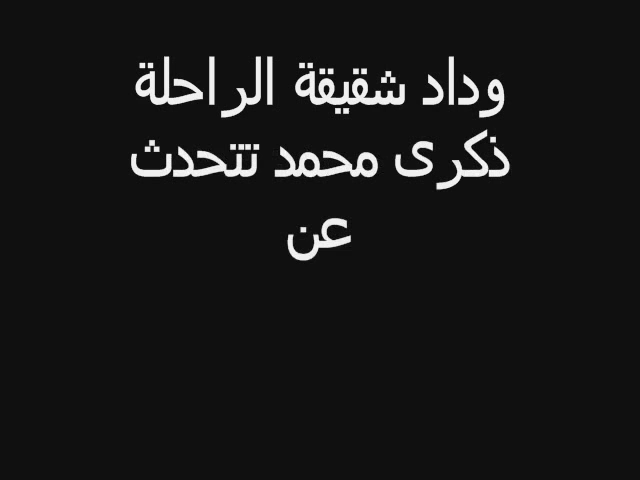 وداد شقيقة الراحلة
ذكرى محمد تتحدث
عن